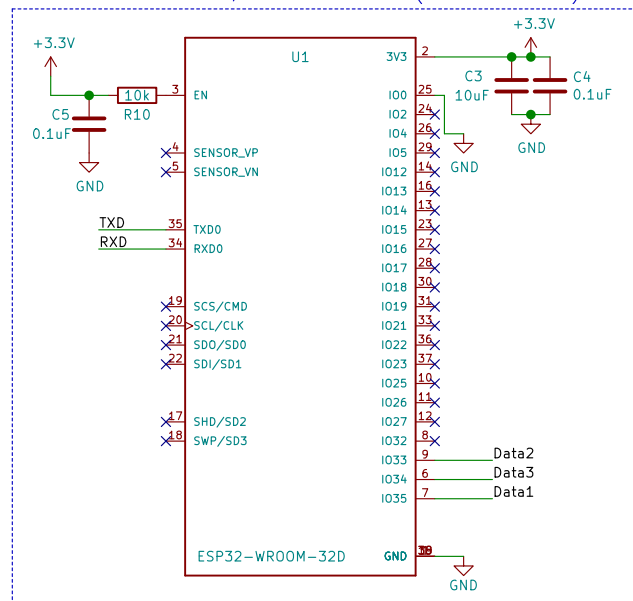 +3.3V
+3.3V
U1
3V3
2
C3
10uF
C4
0.1uF
GND
10k
R10
3
EN
C5
0.1uF
GND
IO0
25
GND
IO2
24
IO4
26
4
SENSOR_VP
IO5
29
5
SENSOR_VN
IO12
14
IO13
16
IO14
13
TXD
35
TXD0
IO15
23
RXD
34
RXD0
IO16
27
IO17
28
IO18
30
19
SCS/CMD
IO19
31
20
SCL/CLK
IO21
33
21
SDO/SD0
IO22
36
22
SDI/SD1
IO23
37
IO25
10
IO26
11
17
SHD/SD2
IO27
12
18
SWP/SD3
IO32
8
IO33
9
Data2
IO34
6
Data3
IO35
7
Data1
ESP32-WROOM-32D
GND
GND